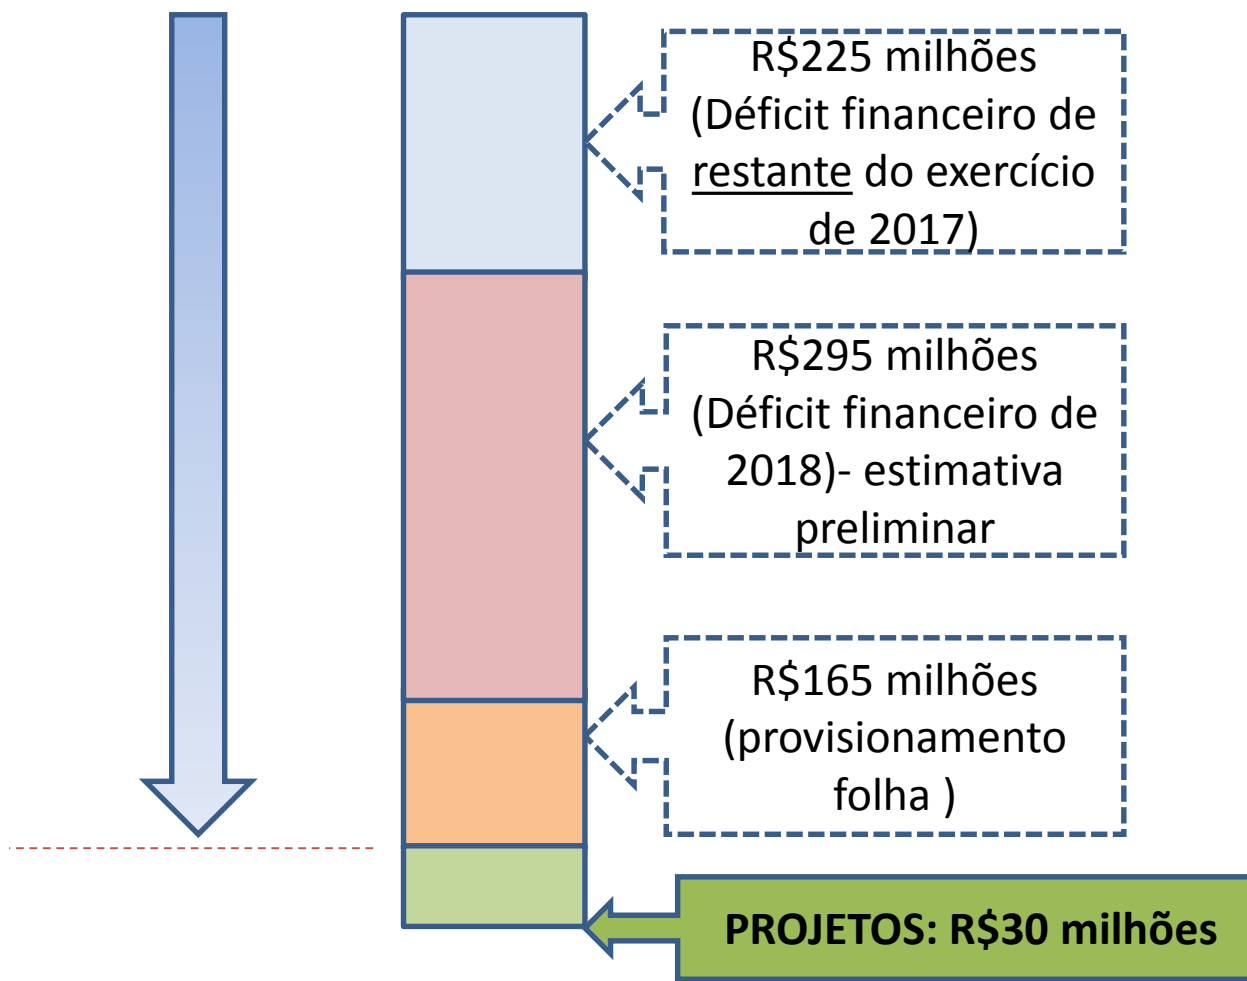 R$225 milhões
(Déficit financeiro de
restante do exercício
de 2017)
R$295 milhões
(Déficit financeiro de
2018)- estimativa
preliminar
R$165 milhões
(provisionamento
folha )
PROJETOS: R$30 milhões